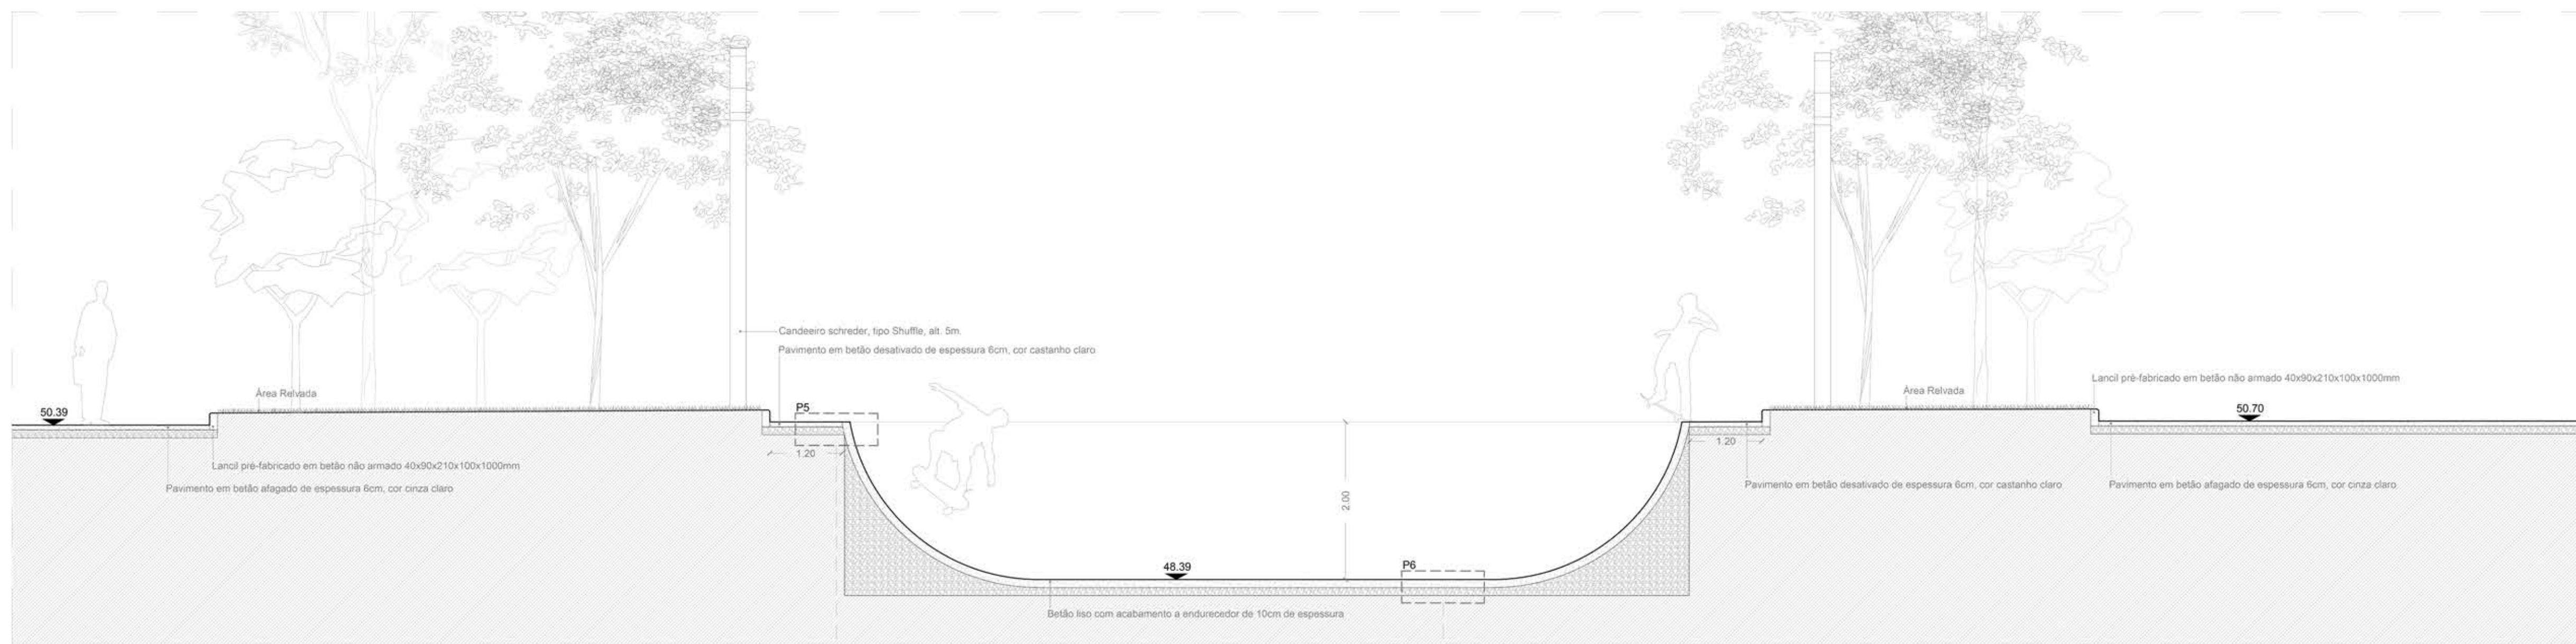 Candeeiro schreder, tipo Shuffle, alt. 5m.
Pavimento em betão desativado de espessura 6cm, cor castanho claro
Lancil pré-fabricado em betão não armado 40x90x210x100x1000mm
Área Relvada
Área Relvada
50.39
P5
50.70
1.20
1.20
Lancil pré-fabricado em betão não armado 40x90x210x100x1000mm
Pavimento em betão afagado de espessura 6cm, cor cinza claro
Pavimento em betão desativado de espessura 6cm, cor castanho claro
Pavimento em betão afagado de espessura 6cm, cor cinza claro
2.00
48.39
P6
Betão liso com acabamento a endurecedor de 10cm de espessura